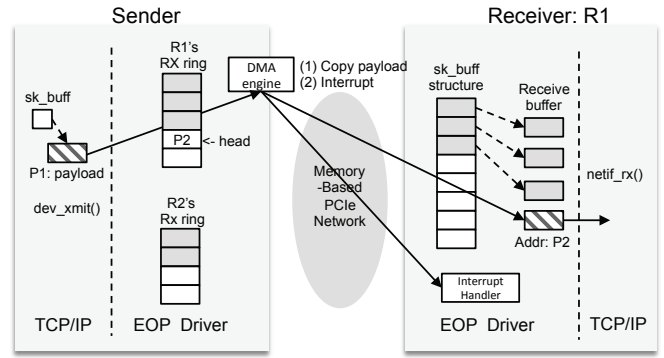 Sender
Receiver: R1
R1's
RX ring
DMA
engine
(1) Copy payload
(2) Interrupt
sk_buff
structure
Receive
buffer
sk_buff
P2
<- head
P1: payload
Memory
-Based
PCIe
Network
netif_rx()
dev_xmit()
R2's
Rx ring
Addr: P2
Interrupt
Handler
TCP/IP
EOP Driver
EOP Driver
TCP/IP